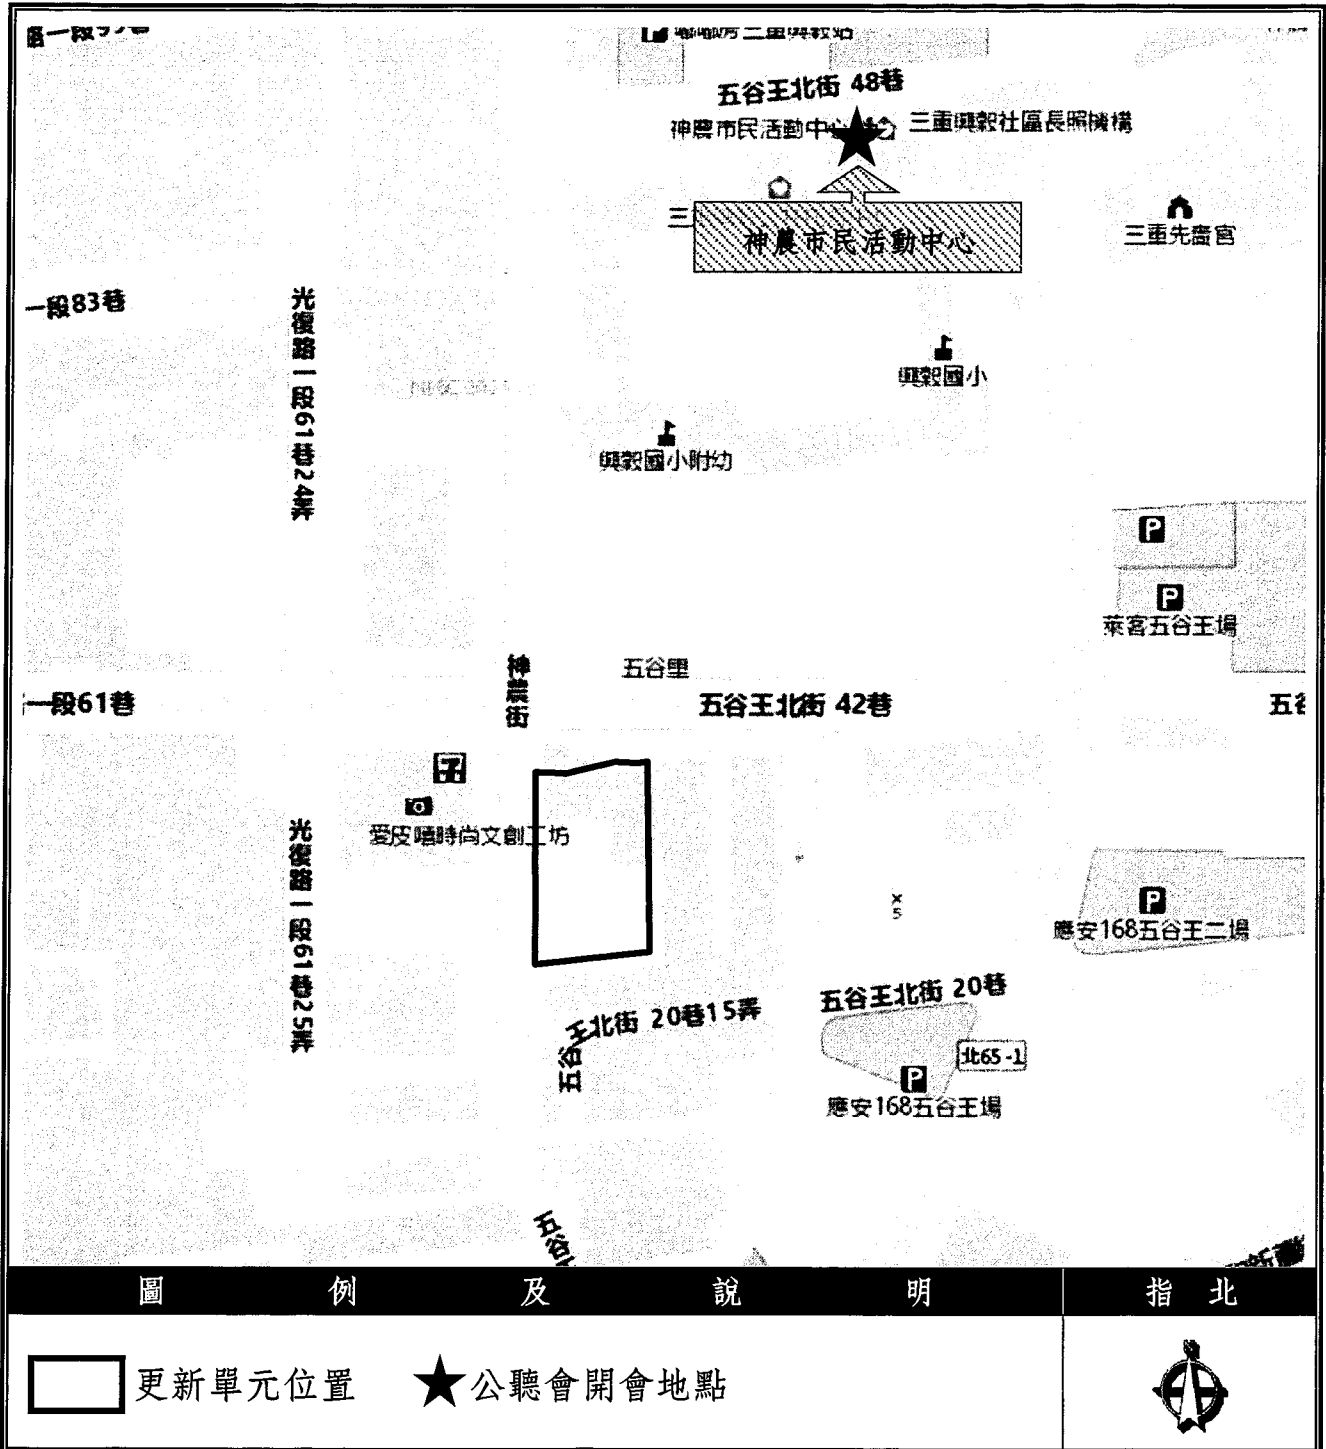 五谷王北街 48巷
神農市民活動中心
三重興穀社區長照機構
三
神農市民活動中心
三重先嗇宮
一段83巷
光復路一段61巷24弄
興穀國小
興穀國小附幼
P
P
萊客五谷王場
神農街
五谷里
一段61巷
五谷王北街 42巷
五谷
愛皮嘻時尚文創工坊
光復路一段61巷25弄
5
P
應安168五谷王二場
五谷王北街 20巷15弄
五谷王北街 20巷
北65-1
P
應安168五谷王場
五谷
圖例及說明
指北
更新單元位置
公聽會開會地點